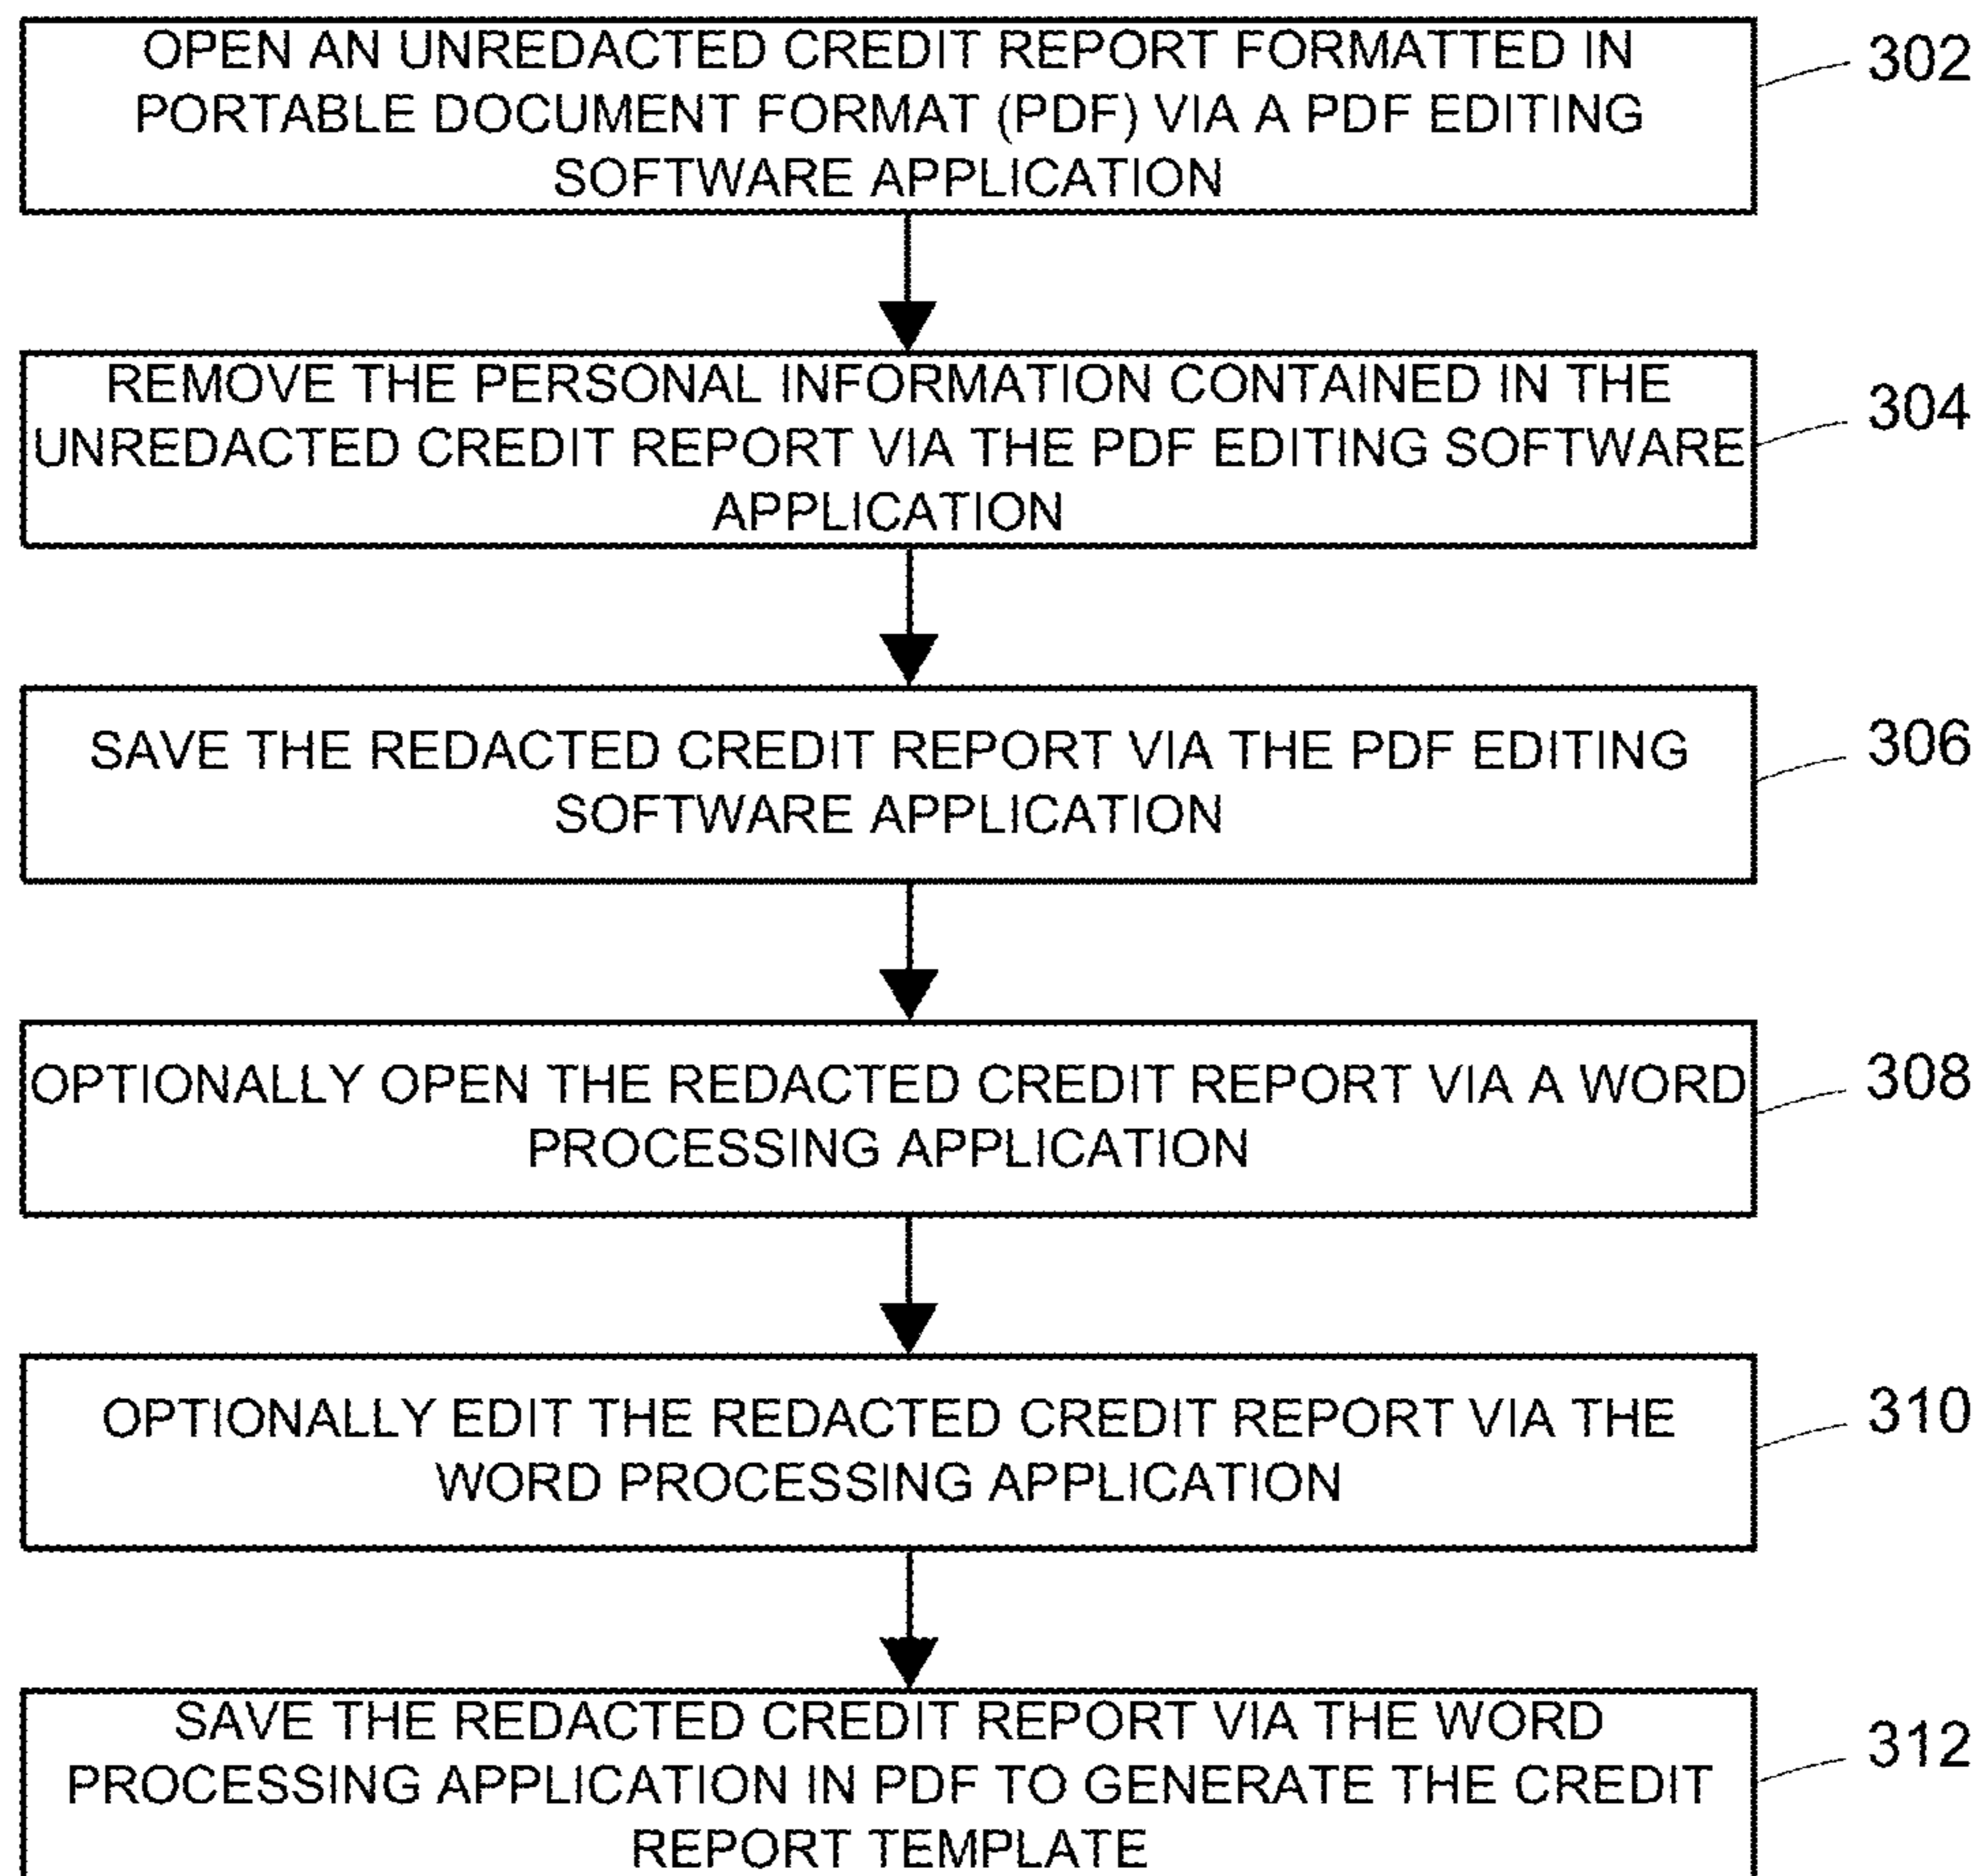 OPEN AN UNREDACTED CREDIT REPORT FORMATTED IN
PORTABLE DOCUMENT FORMAT (PDF) VIA A PDF EDITING
SOFTWARE APPLICATION
302
REMOVE THE PERSONAL INFORMATION CONTAINED IN THE
UNREDACTED CREDIT REPORT VIA THE PDF EDITING SOFTWARE
APPLICATION
304
SAVE THE REDACTED CREDIT REPORT VIA THE PDF EDITING
SOFTWARE APPLICATION
306
OPTIONALLY OPEN THE REDACTED CREDIT REPORT VIA A WORD
PROCESSING APPLICATION
308
OPTIONALLY EDIT THE REDACTED CREDIT REPORT VIA THE
WORD PROCESSING APPLICATION
310
SAVE THE REDACTED CREDIT REPORT VIA THE WORD
PROCESSING APPLICATION IN PDF TO GENERATE THE CREDIT
REPORT TEMPLATE
312